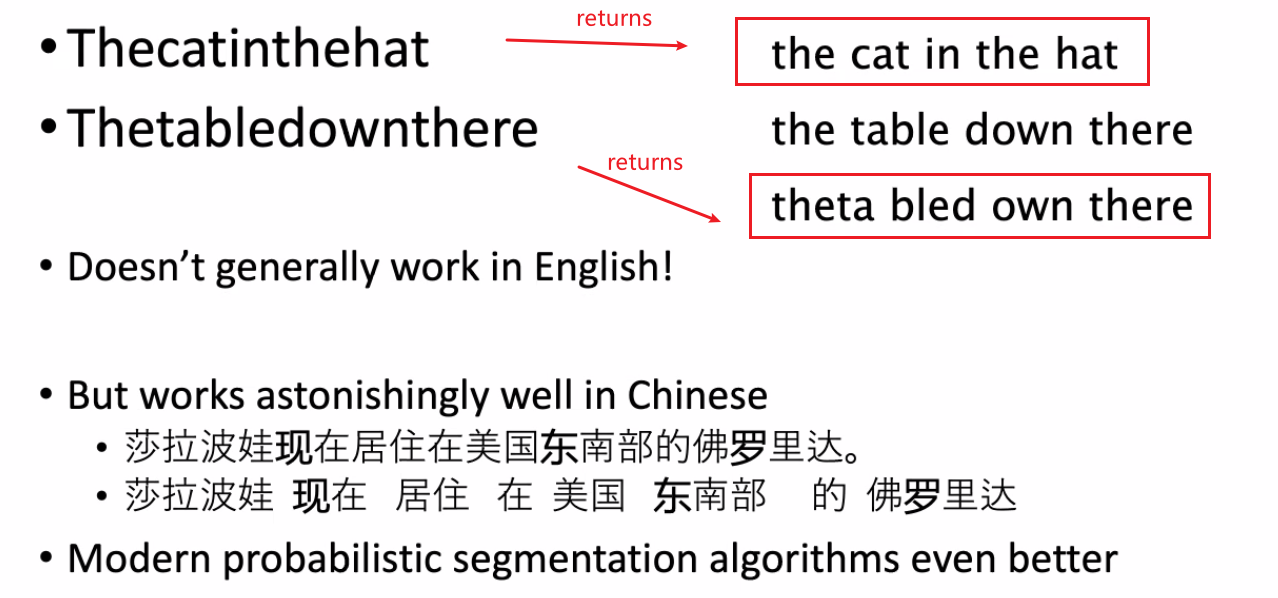 • Thecatinthehat returns the cat in the hat
• Thetabledownthere the table down there
returns theta bled own there
• Doesn’t generally work in English!
• But works astonishingly well in Chinese
• 莎拉波娃现在居住在美国东南部的佛罗里达。
• 莎拉波娃 现在 居住 在 美国 东南部 的 佛罗里达
• Modern probabilistic segmentation algorithms even better